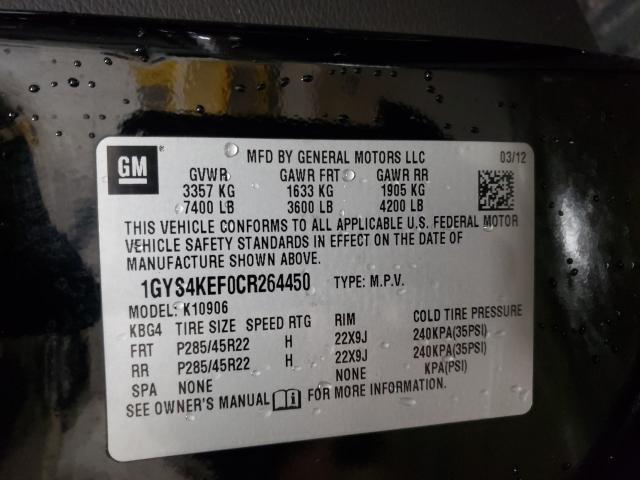 GM
MFD BY GENERAL MOTORS LLC 03/12
GVWR GAWR FRT GAWR RR
3357 KG 1633 KG 1905 KG
7400 LB 3600 LB 4200 LB
THIS VEHICLE CONFORMS TO ALL APPLICABLE U.S. FEDERAL MOTOR
VEHICLE SAFETY STANDARDS IN EFFECT ON THE DATE OF
MANUFACTURE SHOWN ABOVE.
1GYS4KEF0CR264450 TYPE: M.P.V.
MODEL: K10906
KBG4 TIRE SIZE SPEED RTG RIM COLD TIRE PRESSURE
FRT P285/45R22 H 22X9J 240KPA(35PSI)
RR P285/45R22 H 22X9J 240KPA(35PSI)
SPA NONE NONE KPA(PSI)
SEE OWNER'S MANUAL FOR MORE INFORMATION.